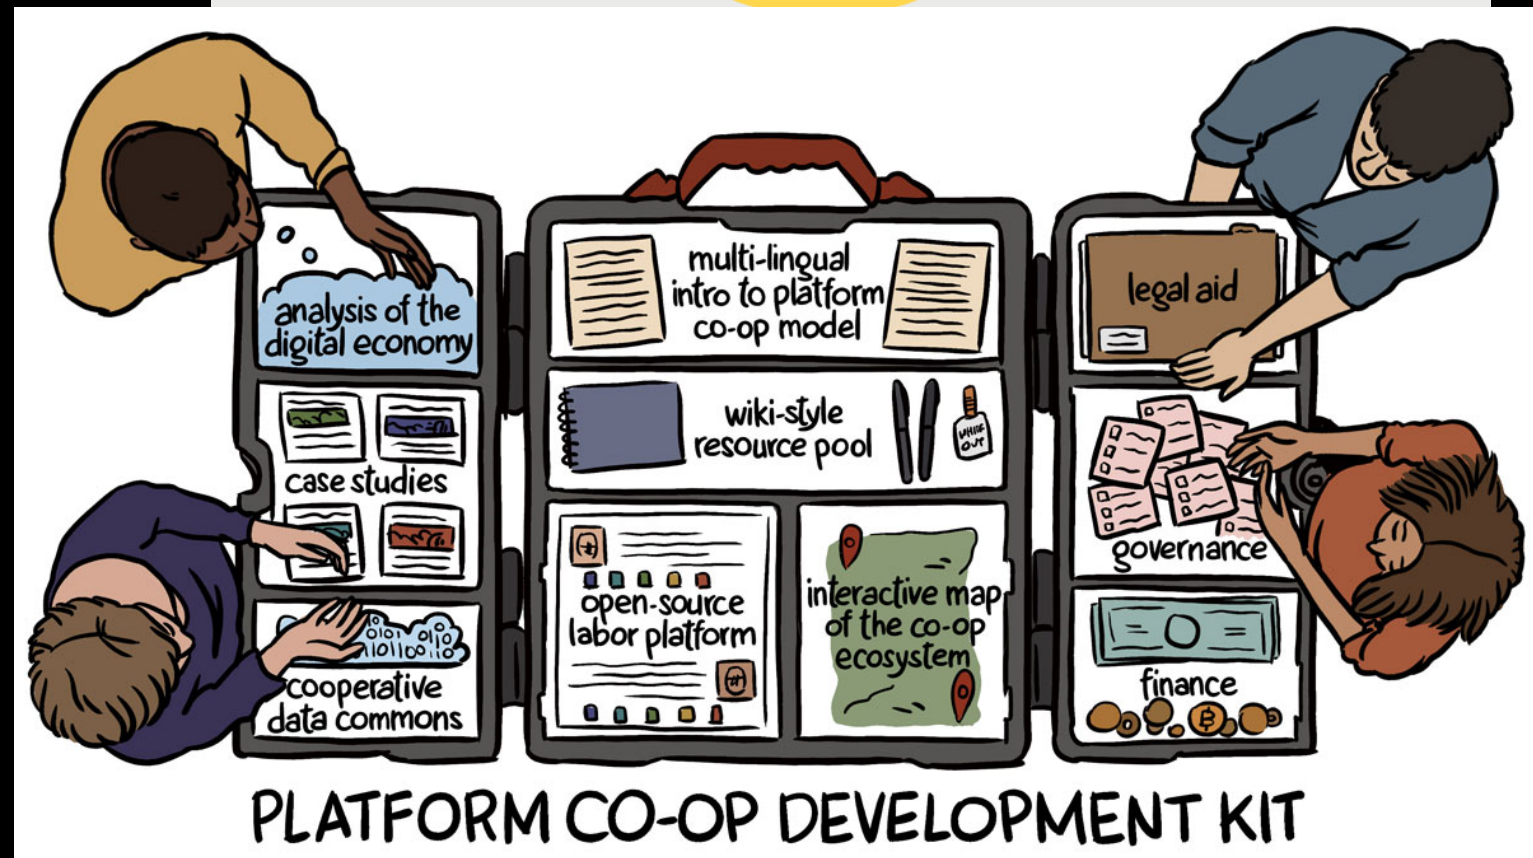 analysis of the
digital economy
case studies
cooperative
data commons
multi-lingual
intro to platform
co-op model
wiki-style
resource pool
WHITE
OUT
open-source
labor platform
interactive map
of the co-op
ecosystem
legal aid
governance
finance
PLATFORM CO-OP DEVELOPMENT KIT